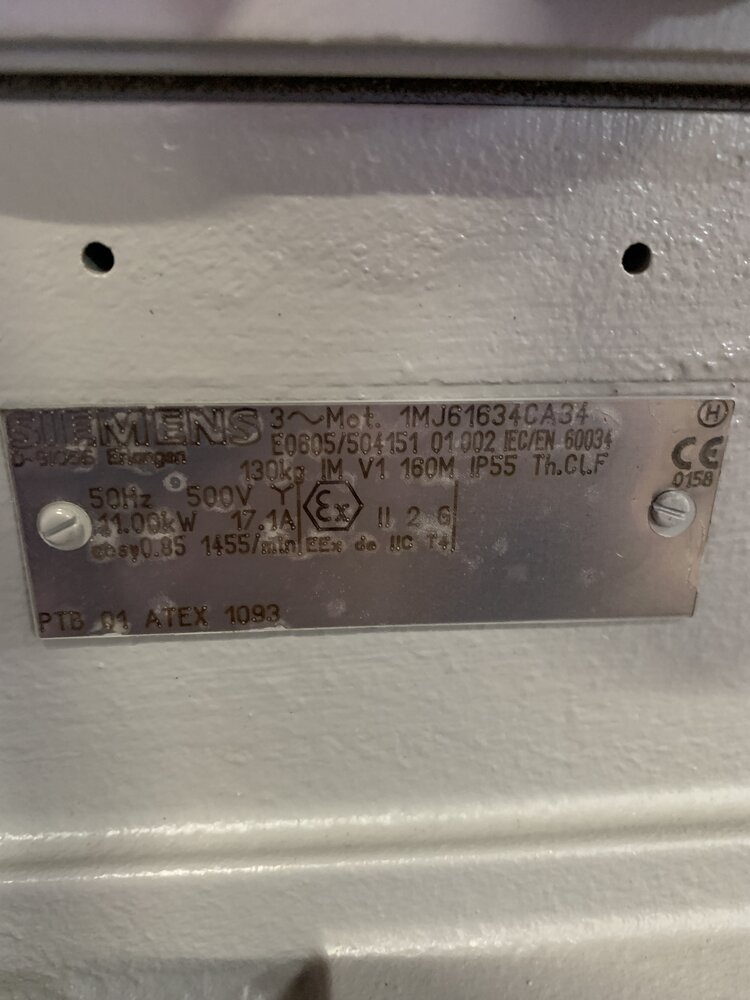 SIEMENS 3~Mot. 1MJ61634CA34 H
D-91056 Erlangen E0605/504151 01 002 IEC/EN 60034
130kg IM V1 160M IP55 Th.Cl.F CE
0158
50Hz 500V Y
11.00kW 17.1A Ex II 2 G
cosφ0.85 1455/min EEx de IIC T4
PTB 01 ATEX 1093